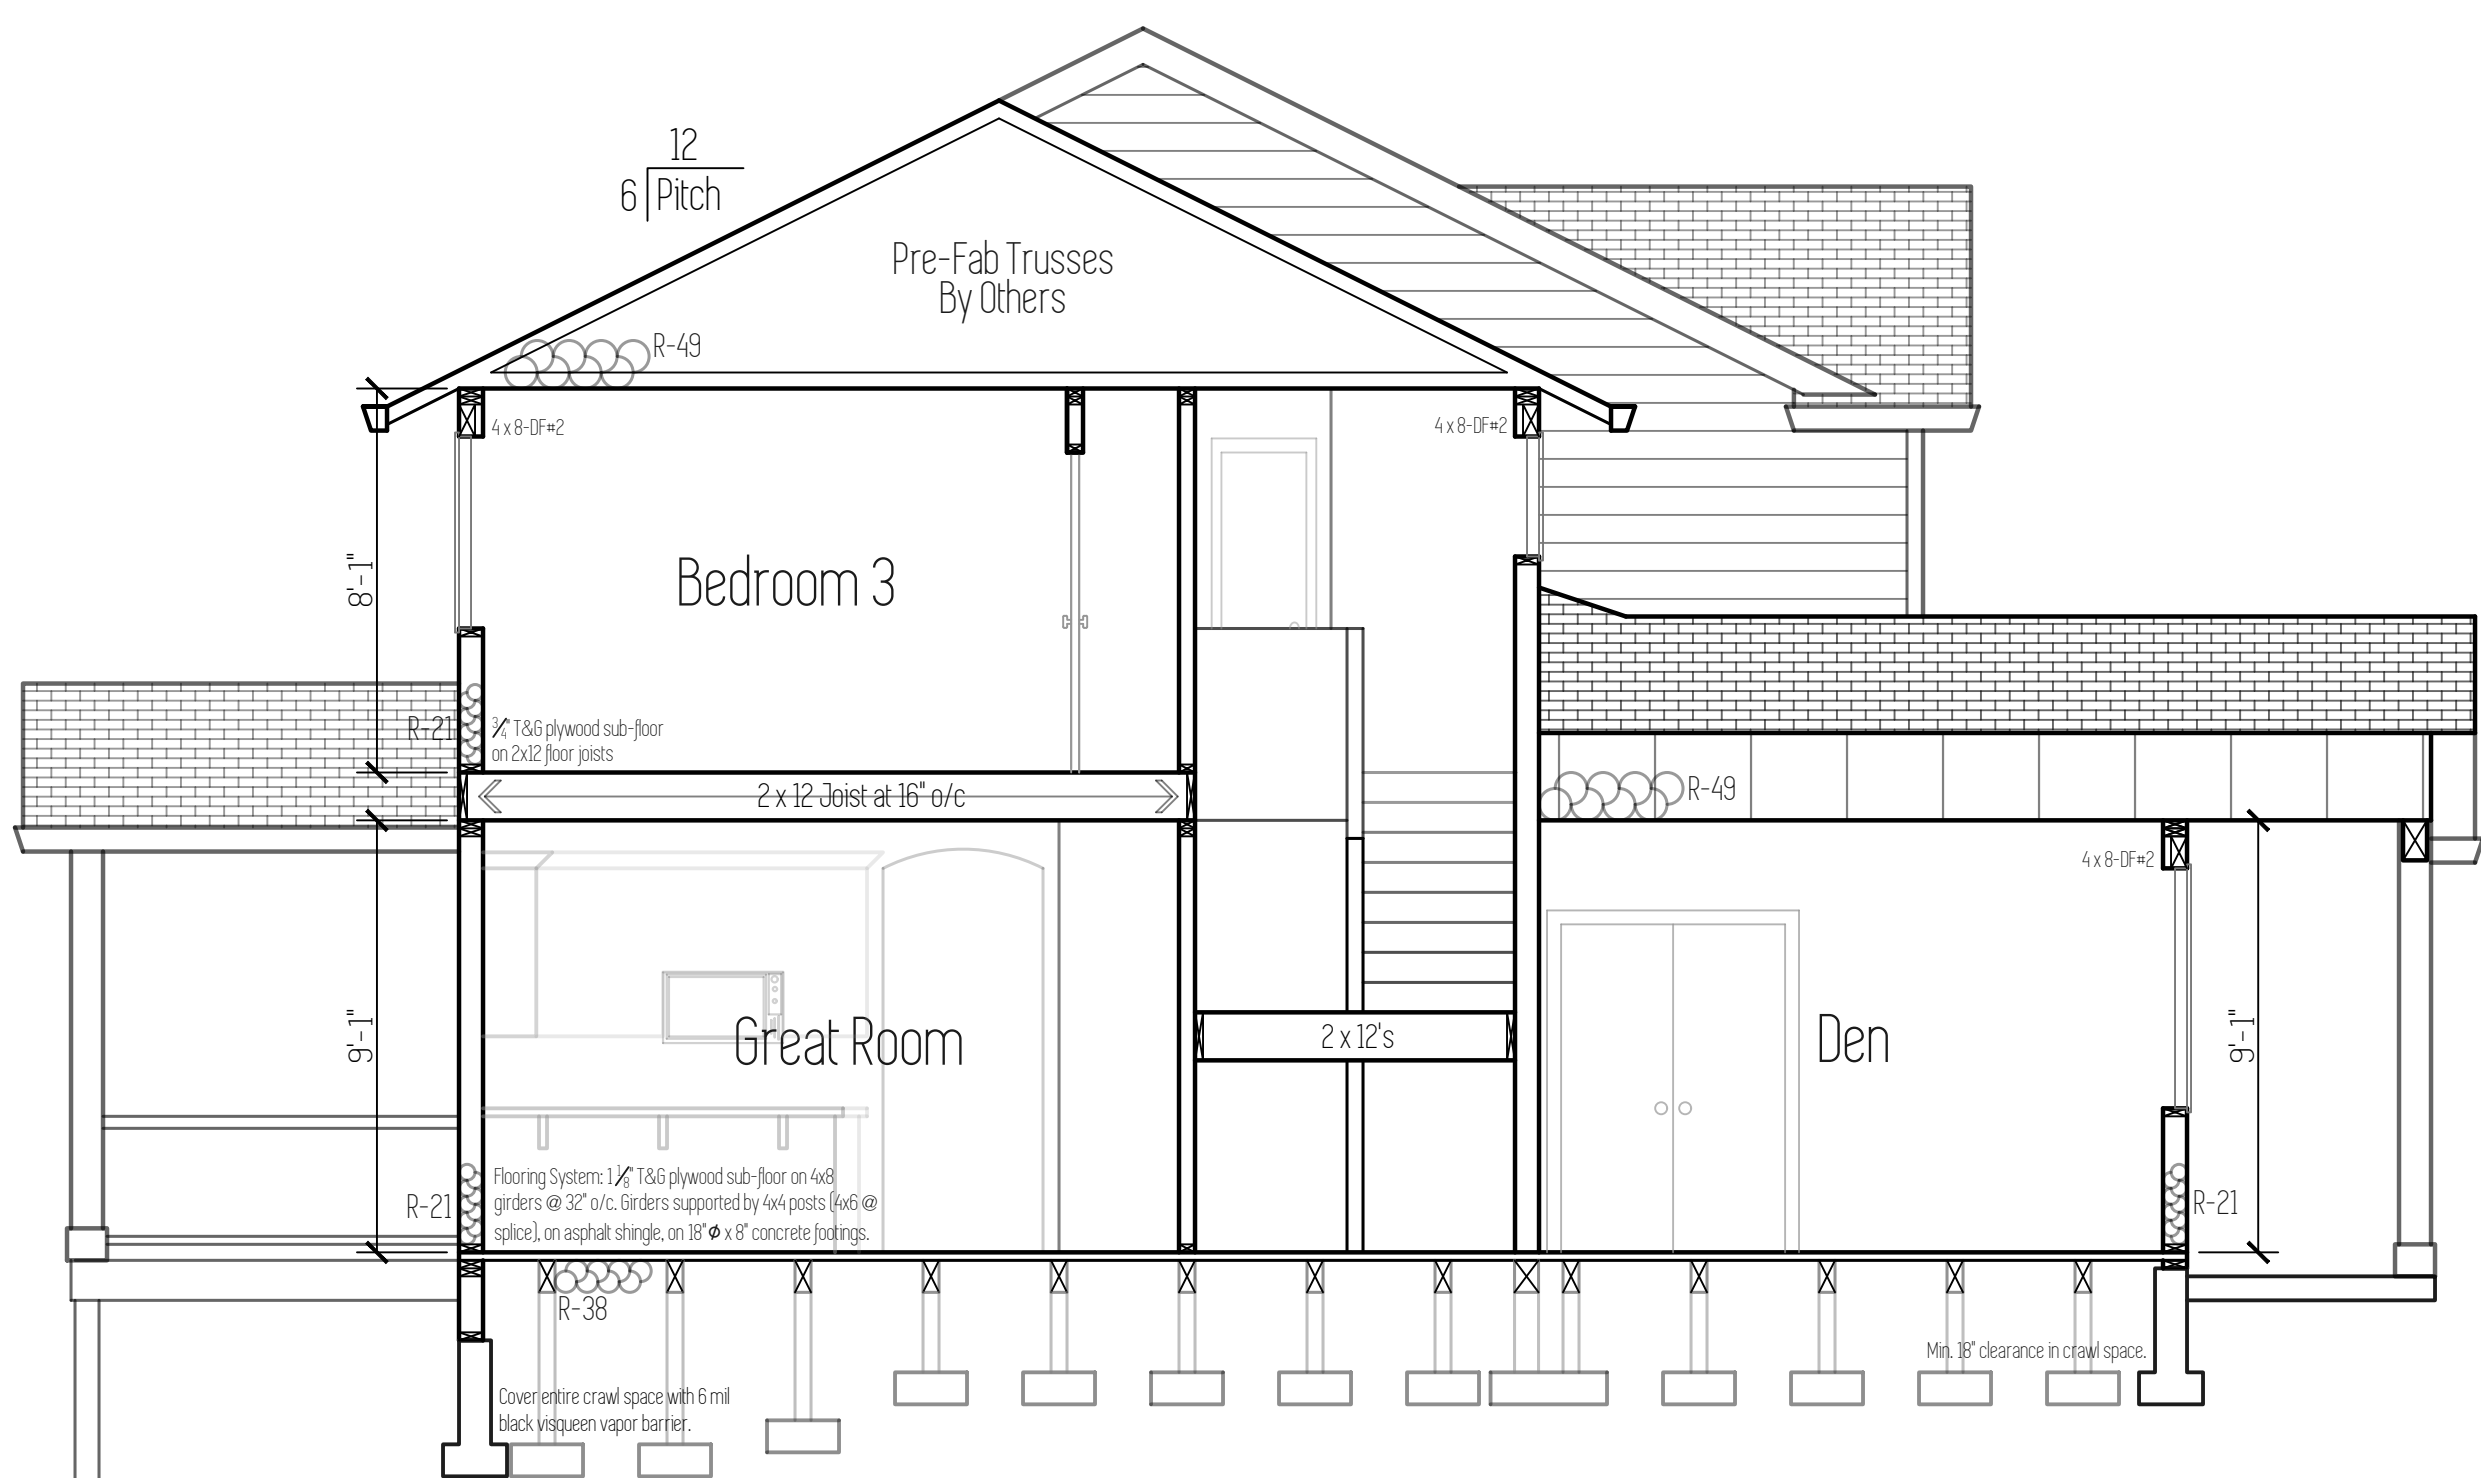 12
6 Pitch
Pre-Fab Trusses
By Others
R-49
4 x 8-DF#2
4 x 8-DF#2
8'-1"
Bedroom 3
R-21
3/4" T&G plywood sub-floor
on 2x12 floor joists
2 x 12 Joist at 16" o/c
R-49
4 x 8-DF#2
9'-1"
Great Room
2 x 12's
Den
9'-1"
R-21
Flooring System: 1 1/8" T&G plywood sub-floor on 4x8
girders @ 32" o/c. Girders supported by 4x4 posts (4x6 @
splice), on asphalt shingle, on 18"Φ x 8" concrete footings.
R-21
R-38
Min. 18" clearance in crawl space.
Cover entire crawl space with 6 mil
black visqueen vapor barrier.